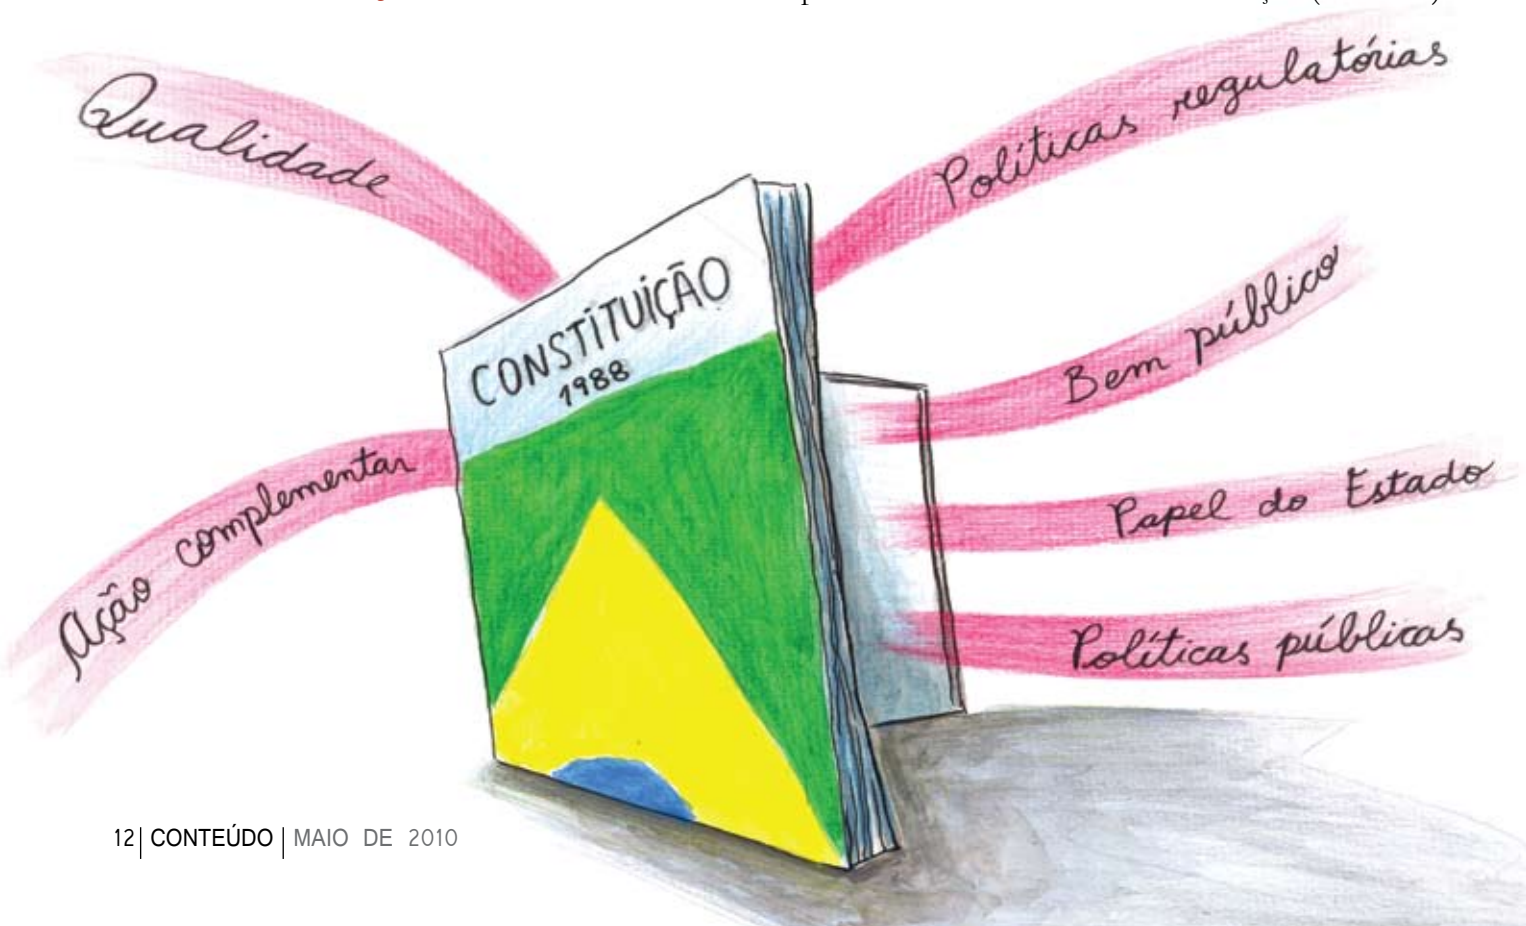 Qualidade
Políticas regulatórias
CONSTITUIÇÃO
1988
Bem público
Ação complementar
Papel do Estado
Políticas públicas
12 | CONTEÚDO | MAIO DE 2010